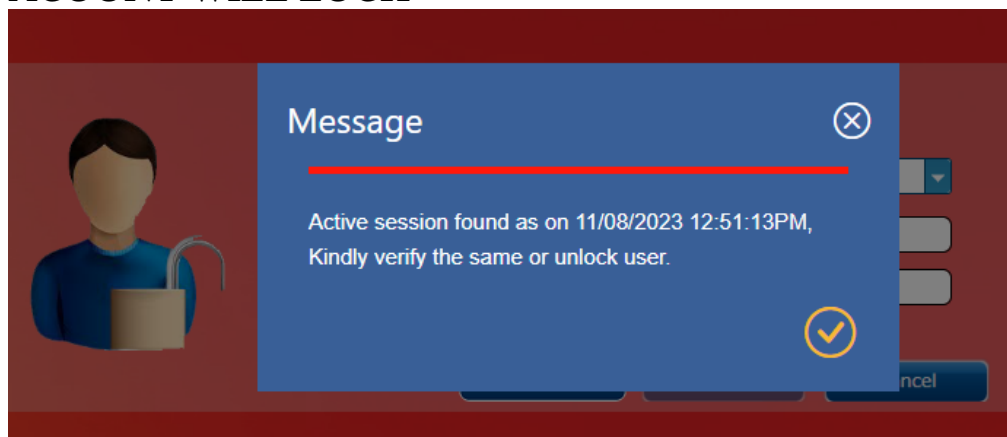 Message
Active session found as on 11/08/2023 12:51:13PM,
Kindly verify the same or unlock user.
ncel